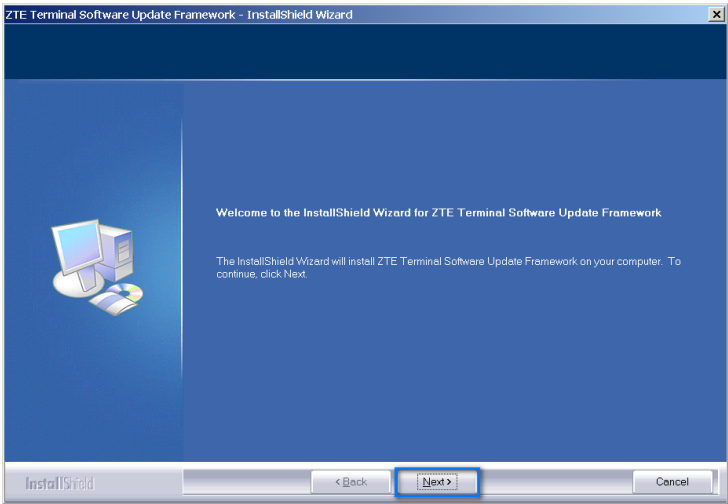 ZTE Terminal Software Update Framework - InstallShield Wizard
Welcome to the InstallShield Wizard for ZTE Terminal Software Update Framework
The InstallShield Wizard will install ZTE Terminal Software Update Framework on your computer. To
continue, click Next.
InstallShield
< Back
Next >
Cancel